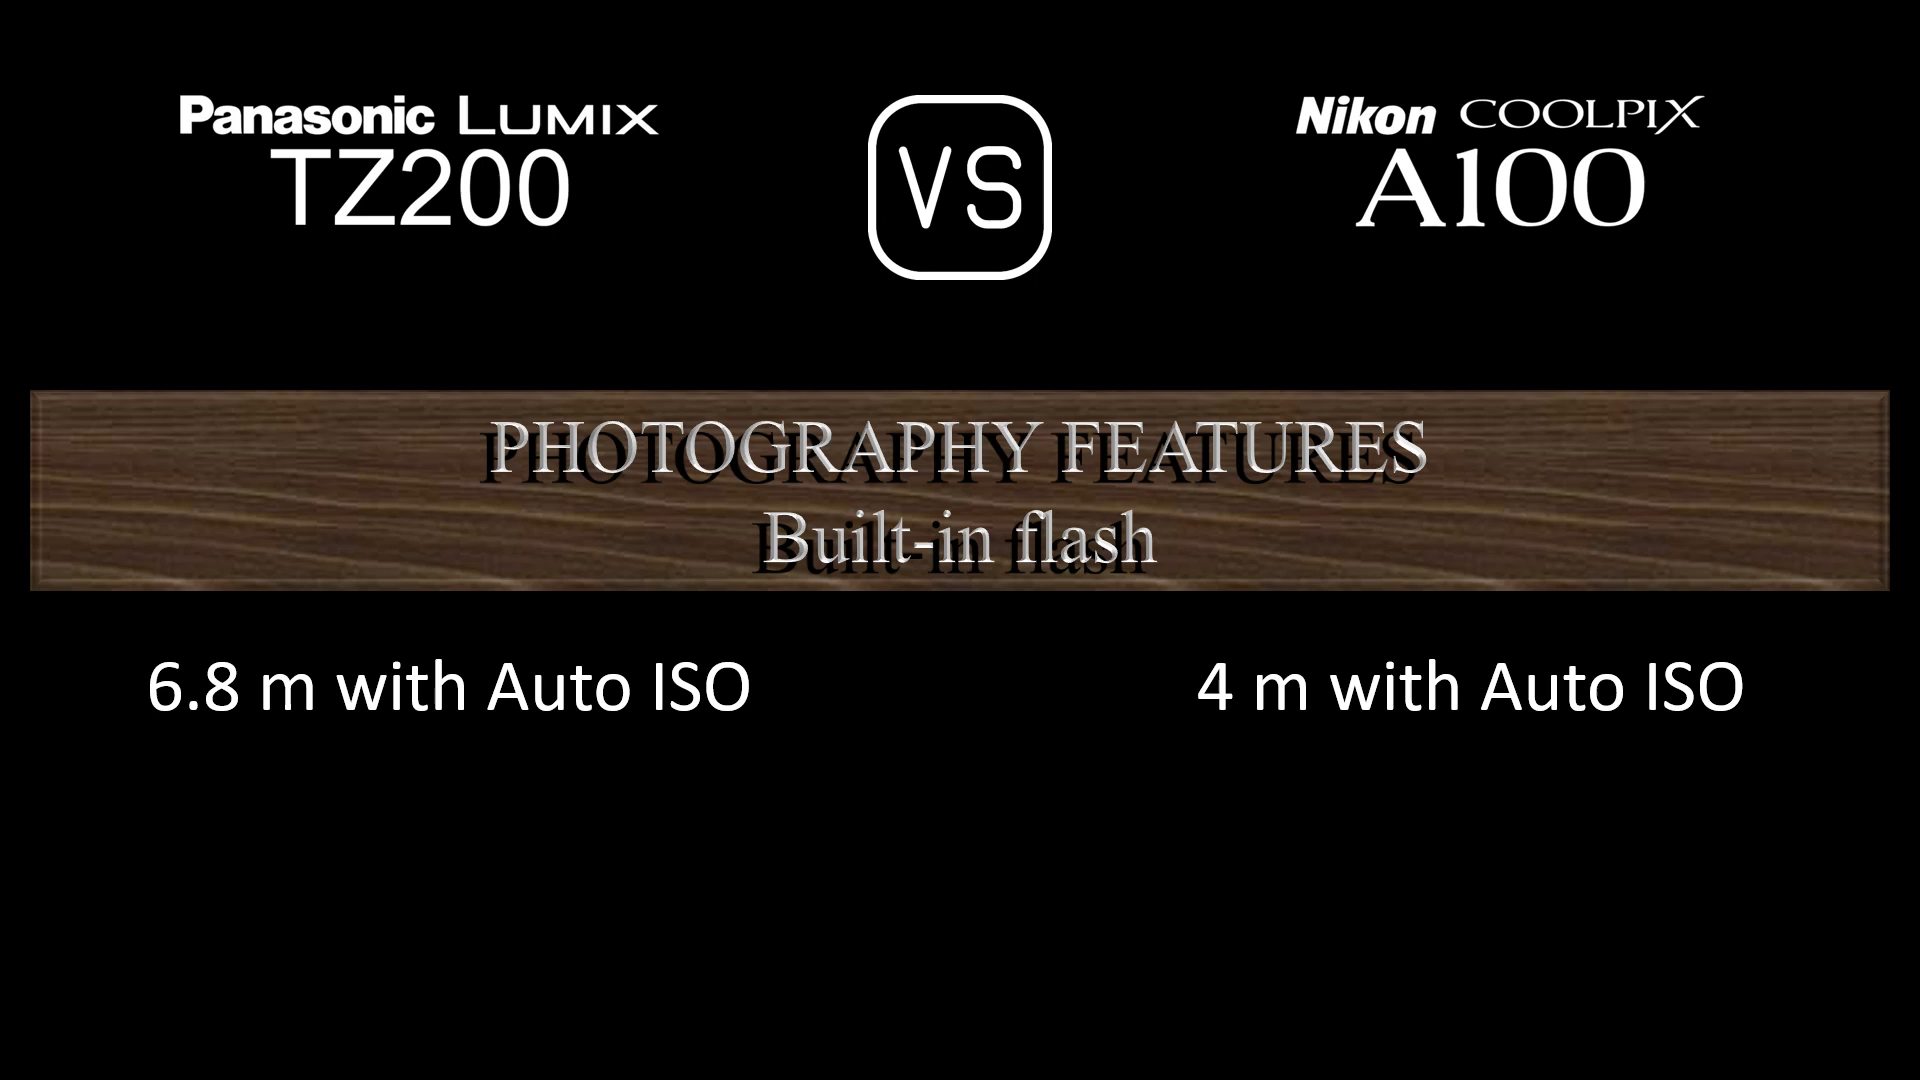 Panasonic LUMIX
TZ200
VS
Nikon COOLPIX
A100
PHOTOGRAPHY FEATURES
Built-in flash
6.8 m with Auto ISO
4 m with Auto ISO